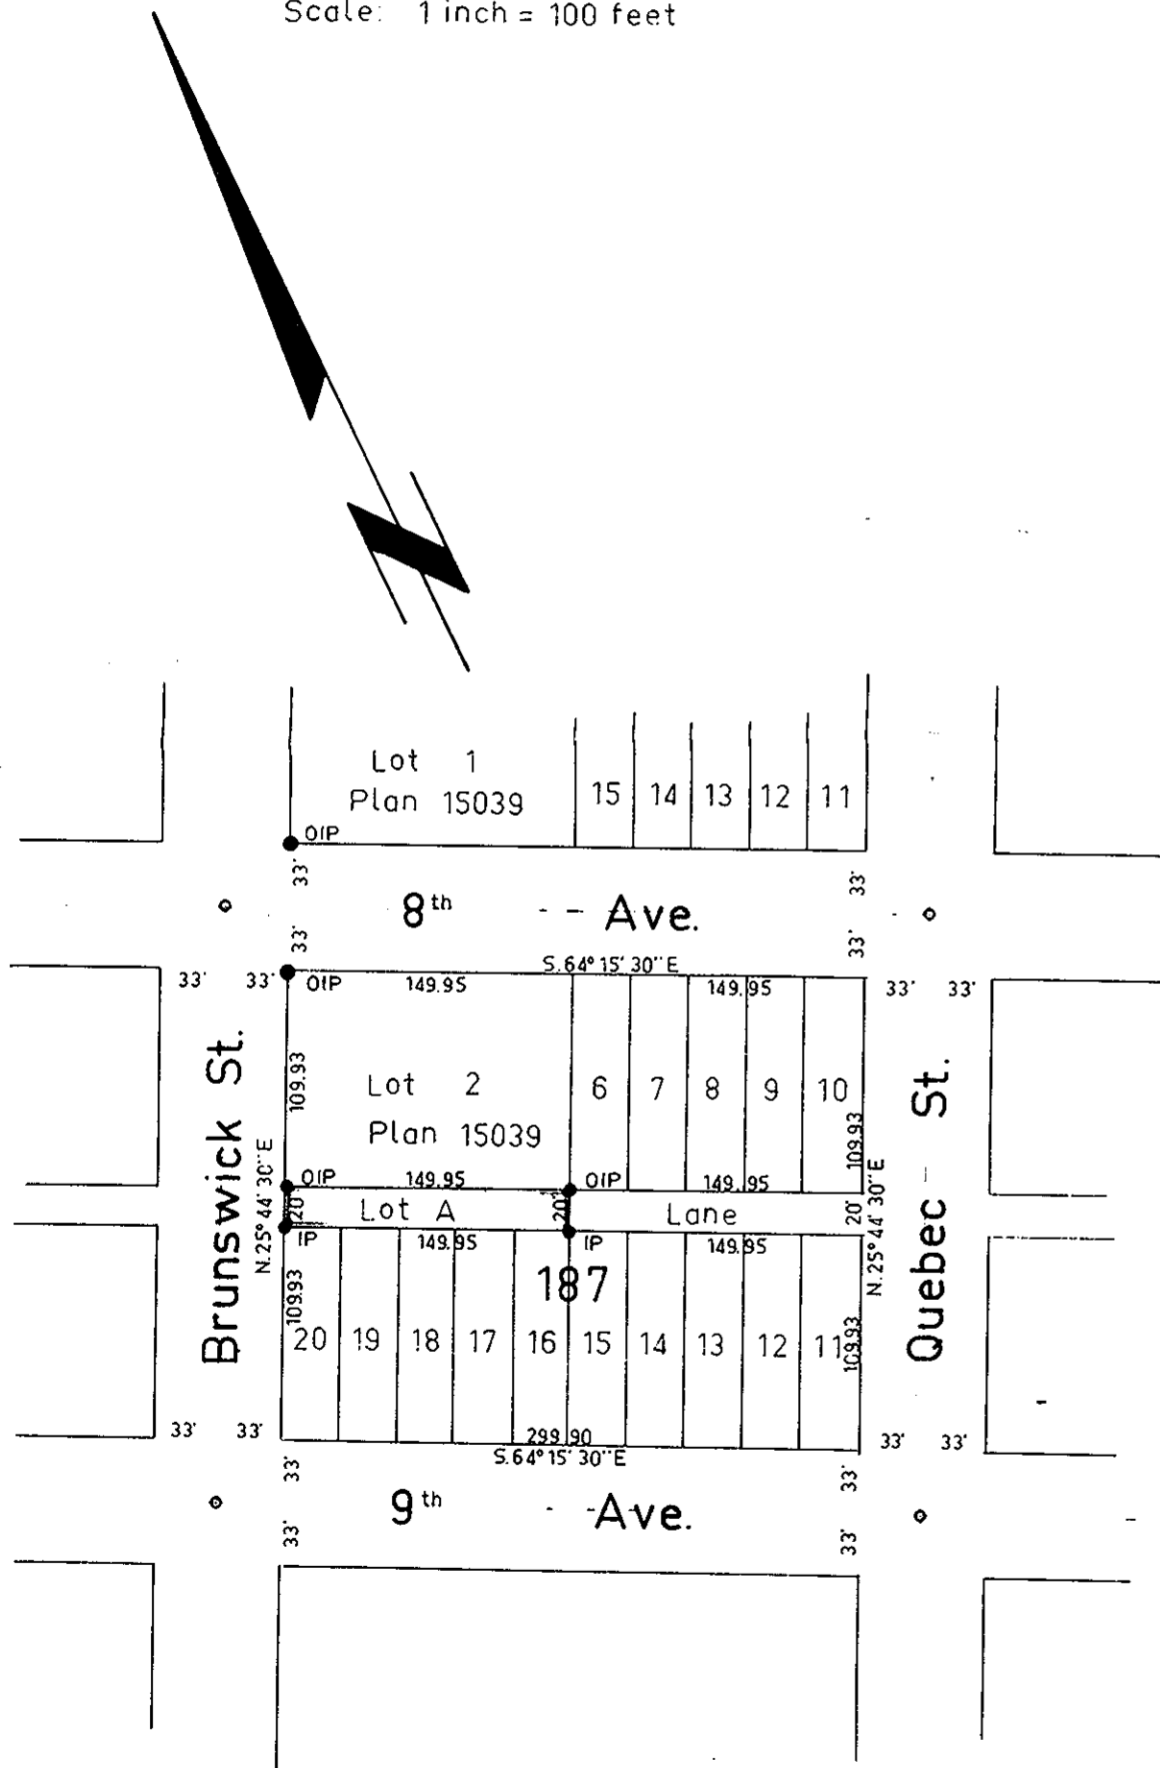 Scale: 1 inch = 100 feet
Lot 1
Plan 15039
15 14 13 12 11
OIP
33' 33'
8th Ave.
33' 33'
S.64° 15' 30"E
33' 33' OIP 149.95 149.95 33' 33'
109.93
Lot 2
Plan 15039
6 7 8 9 10
109.93
Brunswick St.
N.25° 44' 30"E
Quebec St.
N.25° 44' 30"E
OIP 149.95 OIP 149.95
20' Lot A 20' Lane 20'
IP 149.95 IP 149.95
187
109.93
20 19 18 17 16 15 14 13 12 11
109.93
33' 33' 299.90 33' 33'
S.64° 15' 30"E
33' 33'
9th Ave.
33' 33'